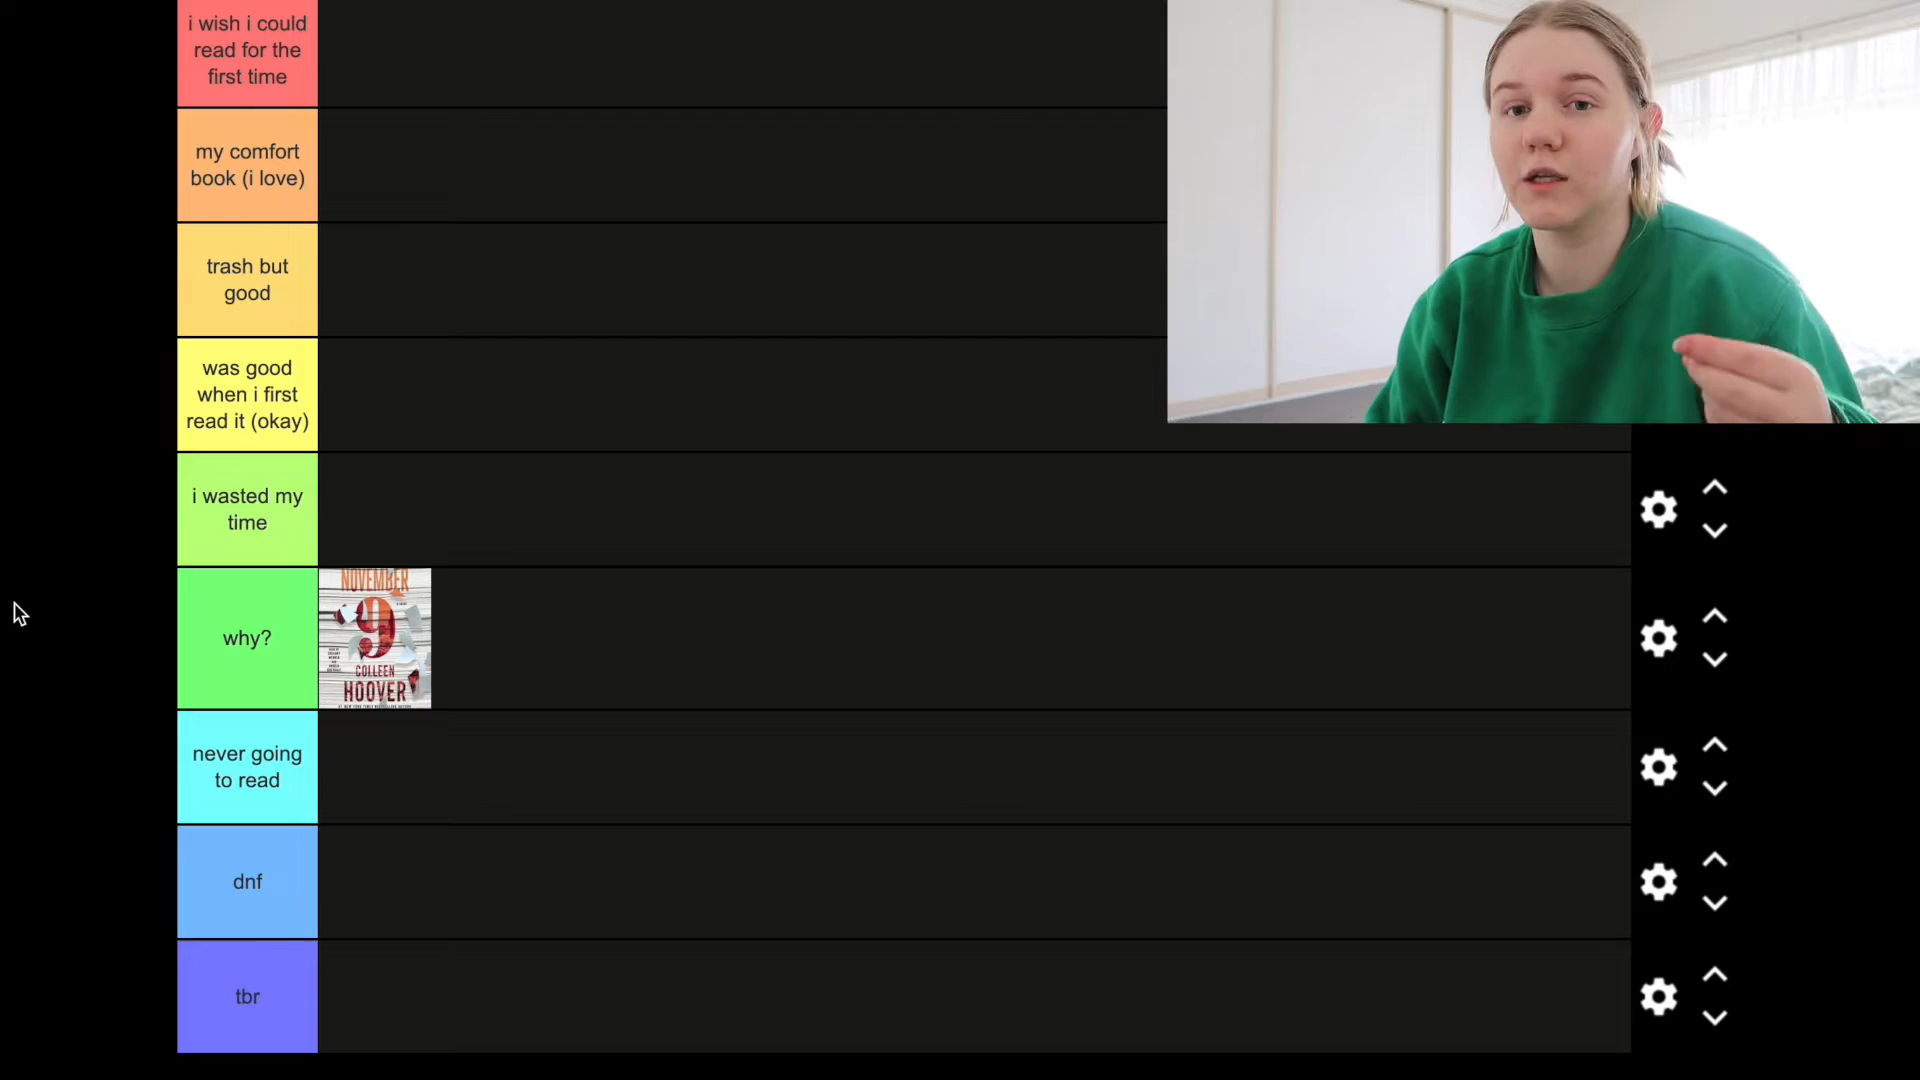 i wish i could
read for the
first time
my comfort
book (i love)
trash but
good
was good
when i first
read it (okay)
i wasted my
time
why?
NOVEMBER
9
COLLEEN
HOOVER
never going
to read
dnf
tbr